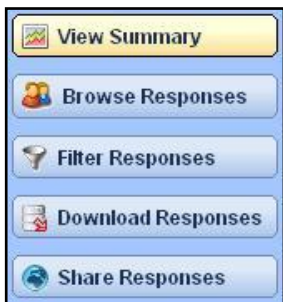 View Summary
Browse Responses
Filter Responses
Download Responses
Share Responses